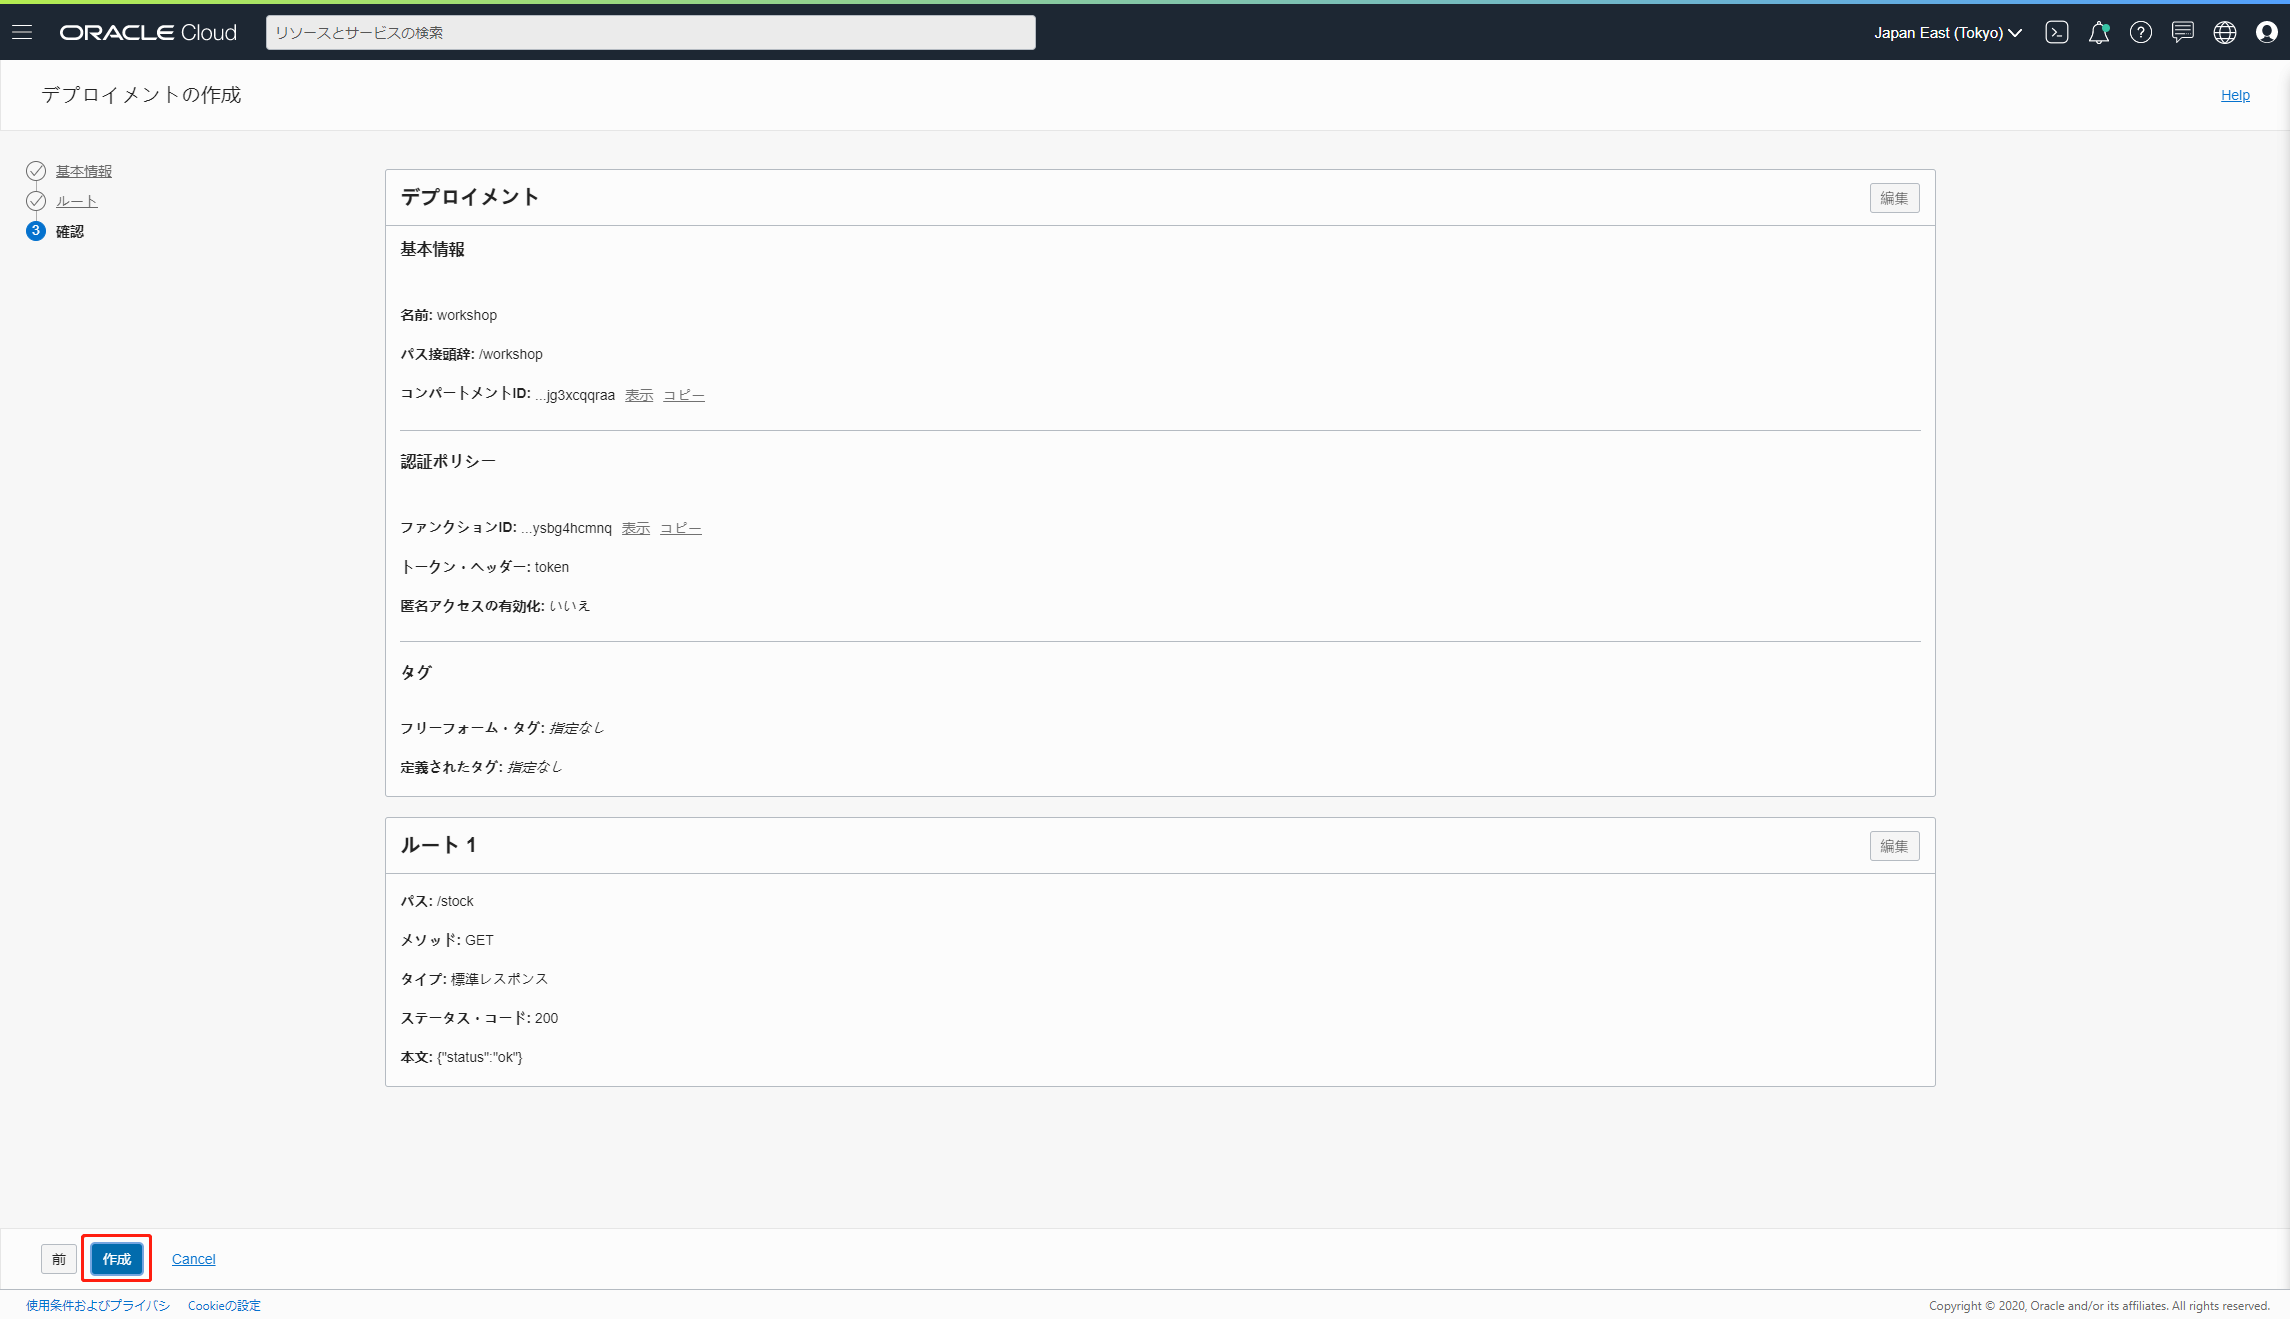 ORACLE Cloud
リソースとサービスの検索
Japan East (Tokyo)
デプロイメントの作成
Help
基本情報
ルート
3 確認
デプロイメント
編集
基本情報
名前: workshop
パス接頭辞: /workshop
コンパートメントID: ...jg3xcqqraa 表示 コピー
認証ポリシー
ファンクションID: ...ysbg4hcmnq 表示 コピー
トークン・ヘッダー: token
匿名アクセスの有効化: いいえ
タグ
フリーフォーム・タグ: 指定なし
定義されたタグ: 指定なし
ルート 1
編集
パス: /stock
メソッド: GET
タイプ: 標準レスポンス
ステータス・コード: 200
本文: {"status":"ok"}
前 作成 Cancel
使用条件およびプライバシ Cookieの設定
Copyright © 2020, Oracle and/or its affiliates. All rights reserved.